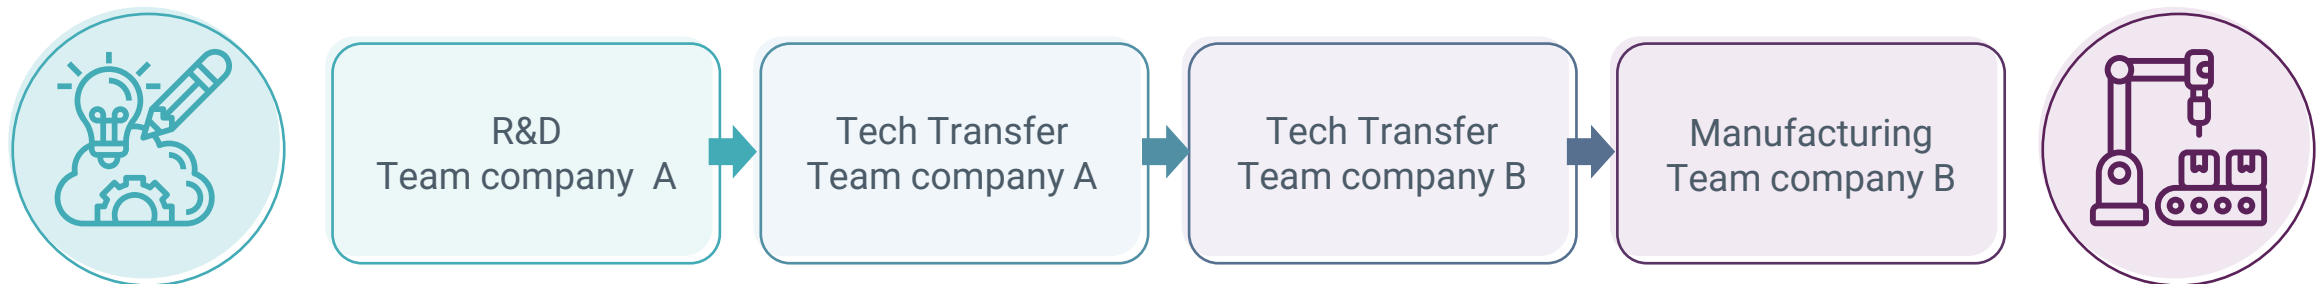 R&D
Team company  A
Tech Transfer
Team company A
Tech Transfer
Team company B
Manufacturing
Team company B